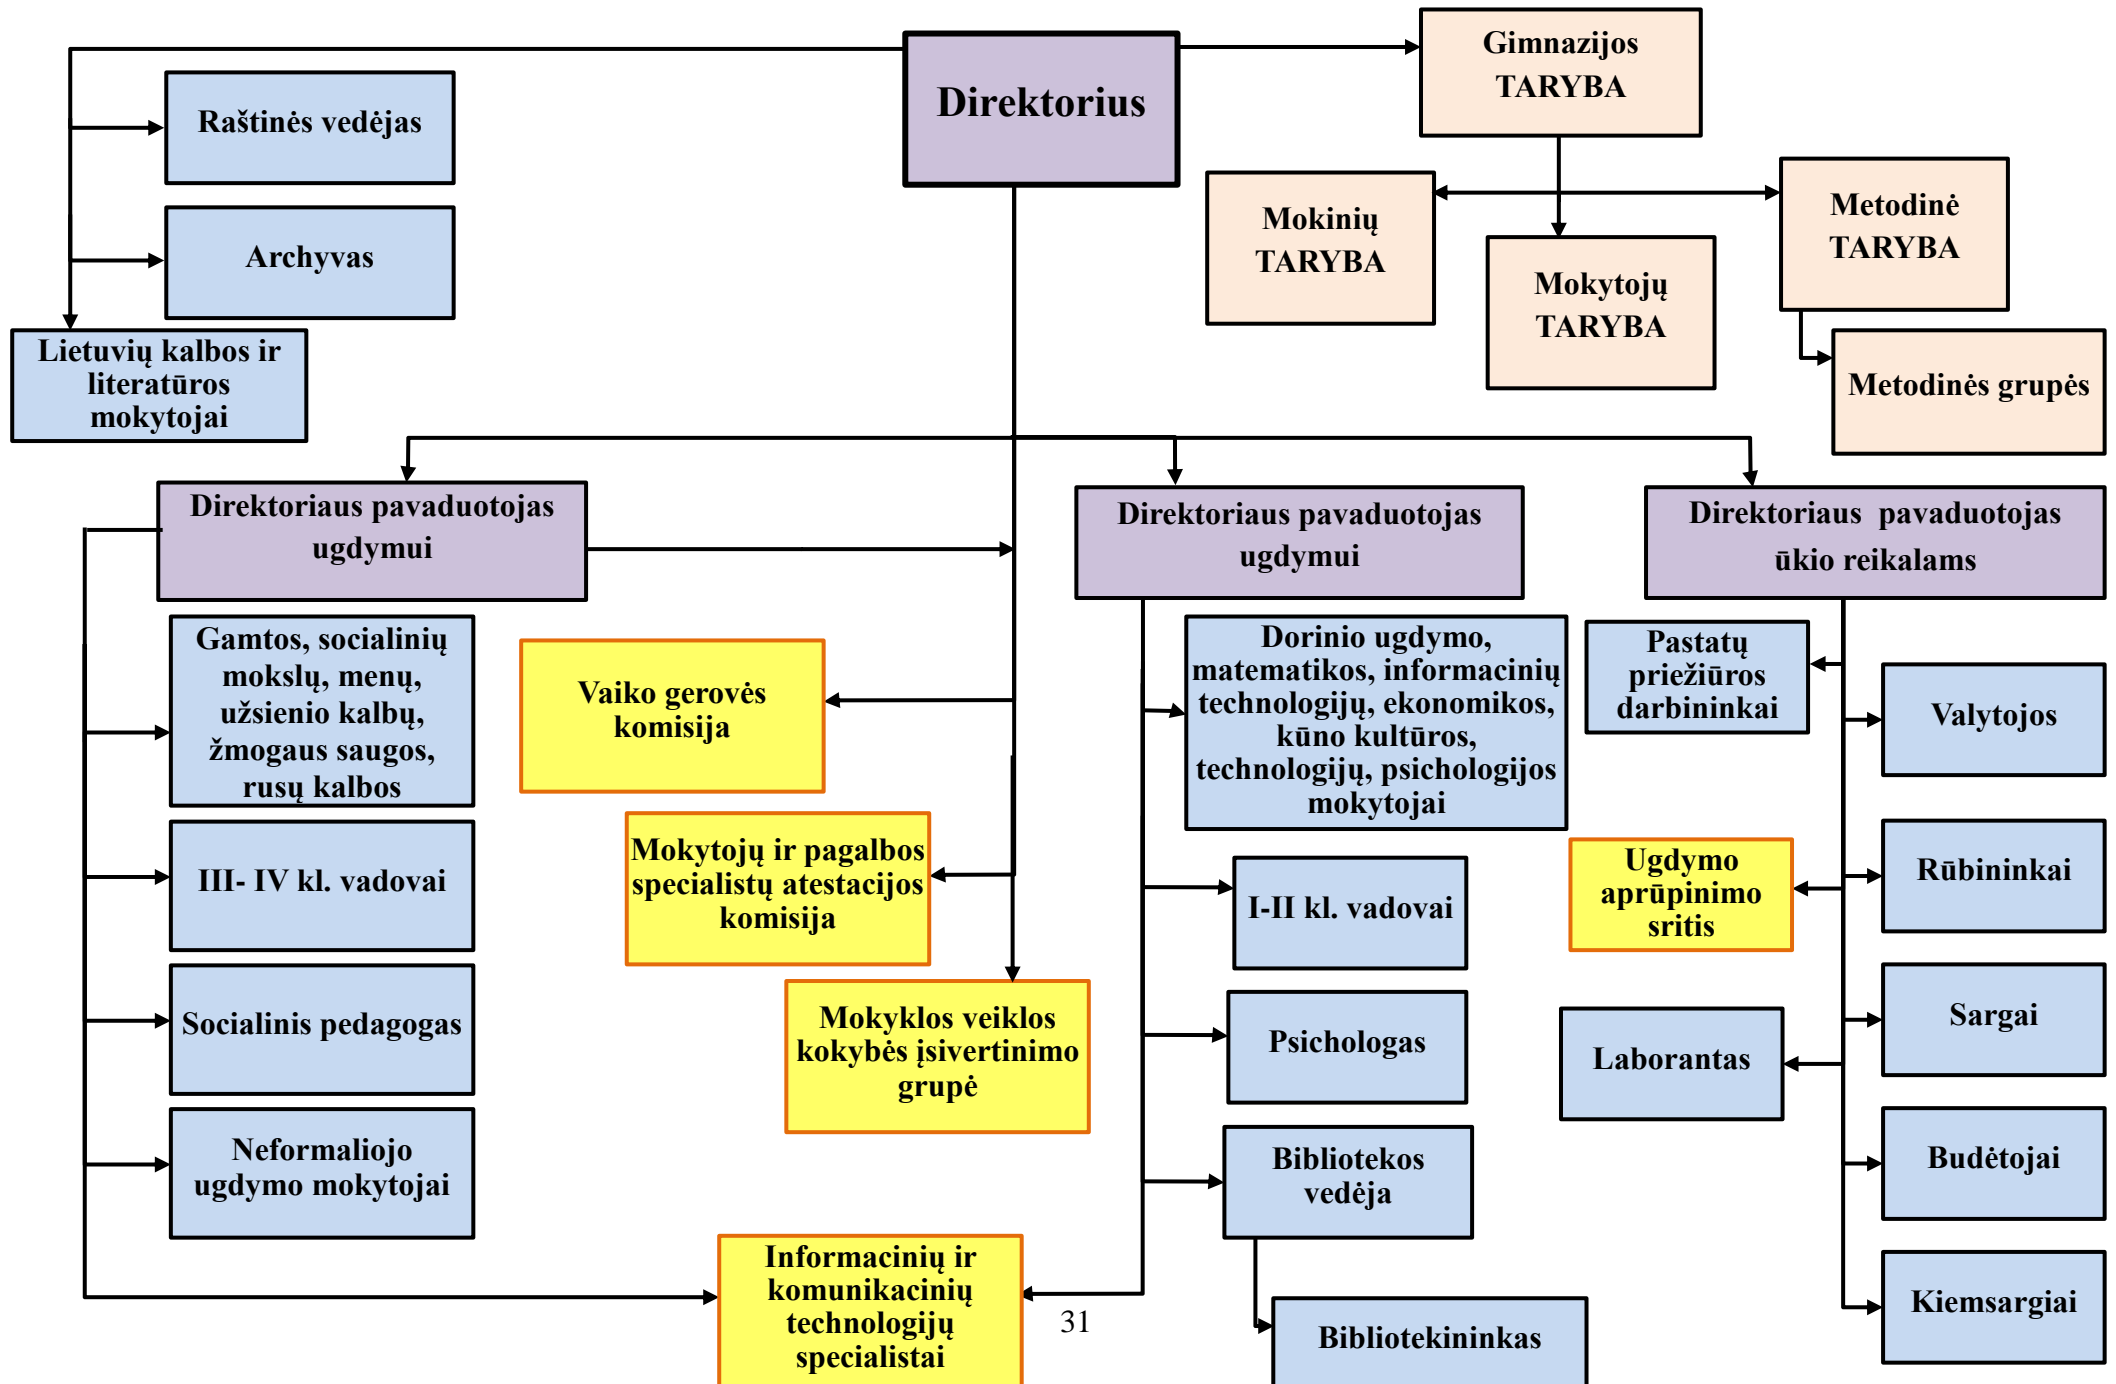 Direktorius
Gimnazijos
TARYBA
Raštinės vedėjas
Archyvas
Lietuvių kalbos ir
literatūros
mokytojai
Mokinių
TARYBA
Mokytojų
TARYBA
Metodinė
TARYBA
Metodinės grupės
Direktoriaus pavaduotojas
ugdymui
Direktoriaus pavaduotojas
ugdymui
Direktoriaus  pavaduotojas
ūkio reikalams
Gamtos, socialinių
mokslų, menų,
užsienio kalbų,
žmogaus saugos,
rusų kalbos
III- IV kl. vadovai
Socialinis pedagogas
Neformaliojo
ugdymo mokytojai
Vaiko gerovės
komisija
Mokytojų ir pagalbos
specialistų atestacijos
komisija
Mokyklos veiklos
kokybės įsivertinimo
grupė
Informacinių ir
komunikacinių
technologijų
specialistai
Dorinio ugdymo,
matematikos, informacinių
technologijų, ekonomikos,
kūno kultūros,
technologijų, psichologijos
mokytojai
I-II kl. vadovai
Psichologas
Bibliotekos
vedėja
Bibliotekininkas
Pastatų
priežiūros
darbininkai
Ugdymo
aprūpinimo
sritis
Laborantas
Valytojos
Rūbininkai
Sargai
Budėtojai
Kiemsargiai
31